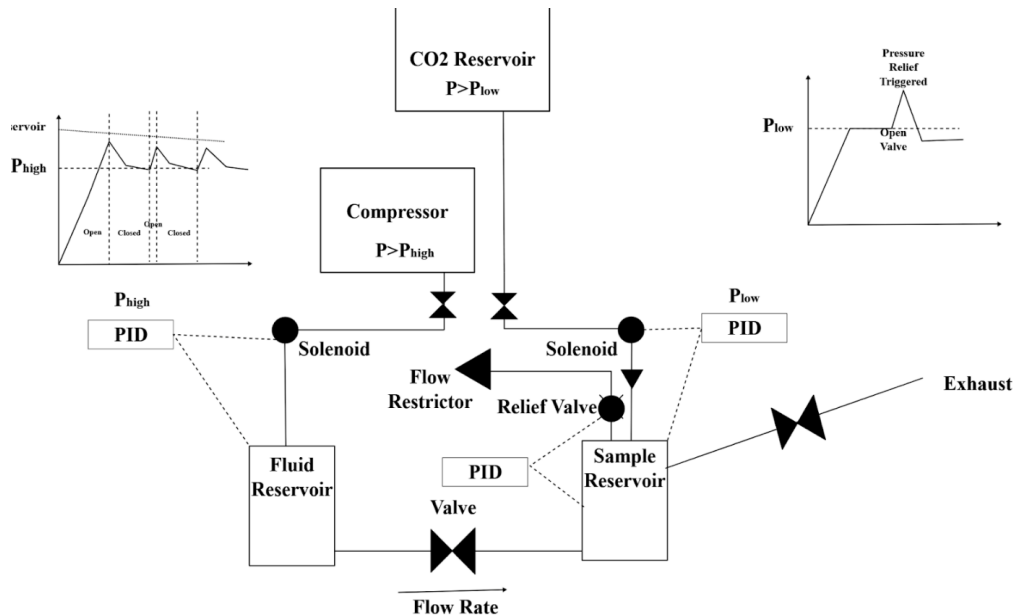 CO2 Reservoir
P>Plow
Pressure
Relief
Triggered
Plow
Open
Valve
ervoir
Phigh
Open
Closed
Open
Closed
Compressor
P>Phigh
Phigh
PID
Solenoid
Solenoid
Plow
PID
Flow
Restrictor
Relief Valve
Exhaust
Fluid
Reservoir
PID
Sample
Reservoir
Valve
Flow Rate